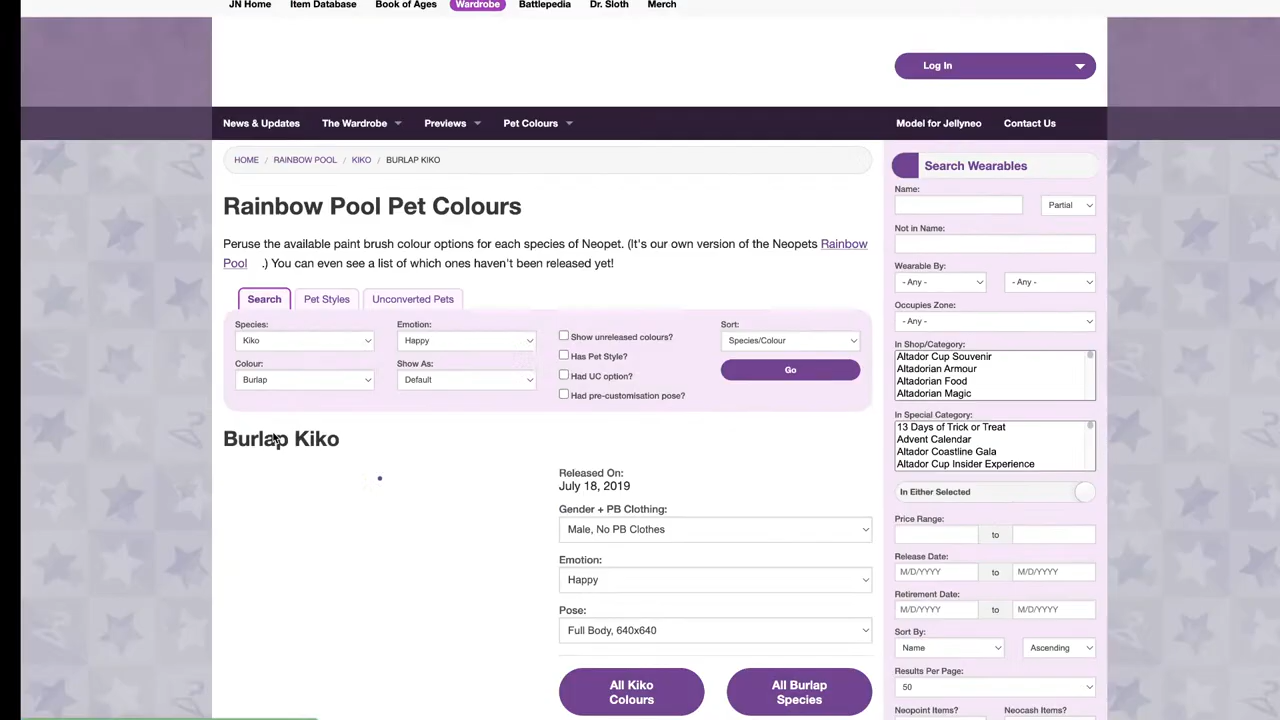 JN Home Item Database Book of Ages Wardrobe Battlepedia Dr. Sloth Merch
Log In
News & Updates The Wardrobe Previews Pet Colours Model for Jellyneo Contact Us
HOME / RAINBOW POOL / KIKO / BURLAP KIKO
Rainbow Pool Pet Colours
Peruse the available paint brush colour options for each species of Neopet. (It's our own version of the Neopets Rainbow
Pool .) You can even see a list of which ones haven't been released yet!
Search Pet Styles Unconverted Pets
Species: Emotion: Sort:
Kiko Happy Show unreleased colours? Species/Colour
Has Pet Style?
Colour: Show As: Go
Burlap Default Had UC option?
Had pre-customisation pose?
Burlap Kiko
Released On:
July 18, 2019
Gender + PB Clothing:
Male, No PB Clothes
Emotion:
Happy
Pose:
Full Body, 640x640
All Kiko
Colours
All Burlap
Species
Search Wearables
Name:
Partial
Not in Name:
Wearable By:
- Any - - Any -
Occupies Zone:
- Any -
In Shop/Category:
Altador Cup Souvenir
Altadorian Armour
Altadorian Food
Altadorian Magic
In Special Category:
13 Days of Trick or Treat
Advent Calendar
Altador Coastline Gala
Altador Cup Insider Experience
In Either Selected
Price Range:
to
Release Date:
M/D/YYYY to M/D/YYYY
Retirement Date:
M/D/YYYY to M/D/YYYY
Sort By:
Name Ascending
Results Per Page:
50
Neopoint Items? Neocash Items?